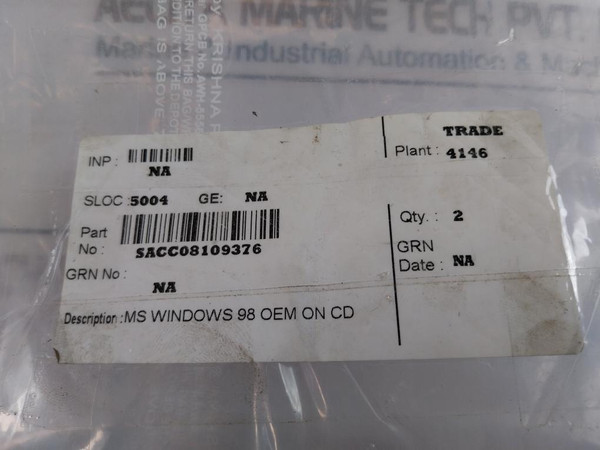 MARINE TECH PVT.
Industrial Automation &
INP : NA
TRADE
Plant : 4146
SLOC :5004 GE: NA
Part No : SACC08109376
Qty. : 2
GRN No : NA
GRN Date : NA
Description :MS WINDOWS 98 OEM ON CD